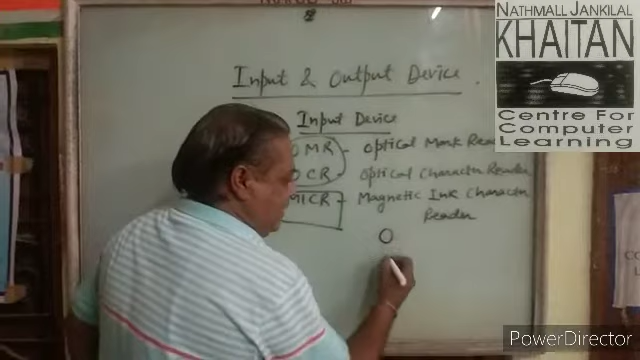 NATHMALL JANKILAL
KHAITAN
Centre For
Computer
Learning
Input & Output Device.
Input Device
OMR - Optical Mark Rea
OCR - Optical Character Reader
MICR - Magnetic Ink Character
Reader
O
PowerDirector